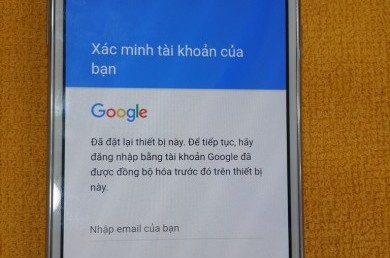 Xác minh tài khoản của
bạn
Google
Đã đặt lại thiết bị này. Để tiếp tục, hãy
đăng nhập bằng tài khoản Google đã
được đồng bộ hóa trước đó trên thiết bị
này.
Nhập email của bạn